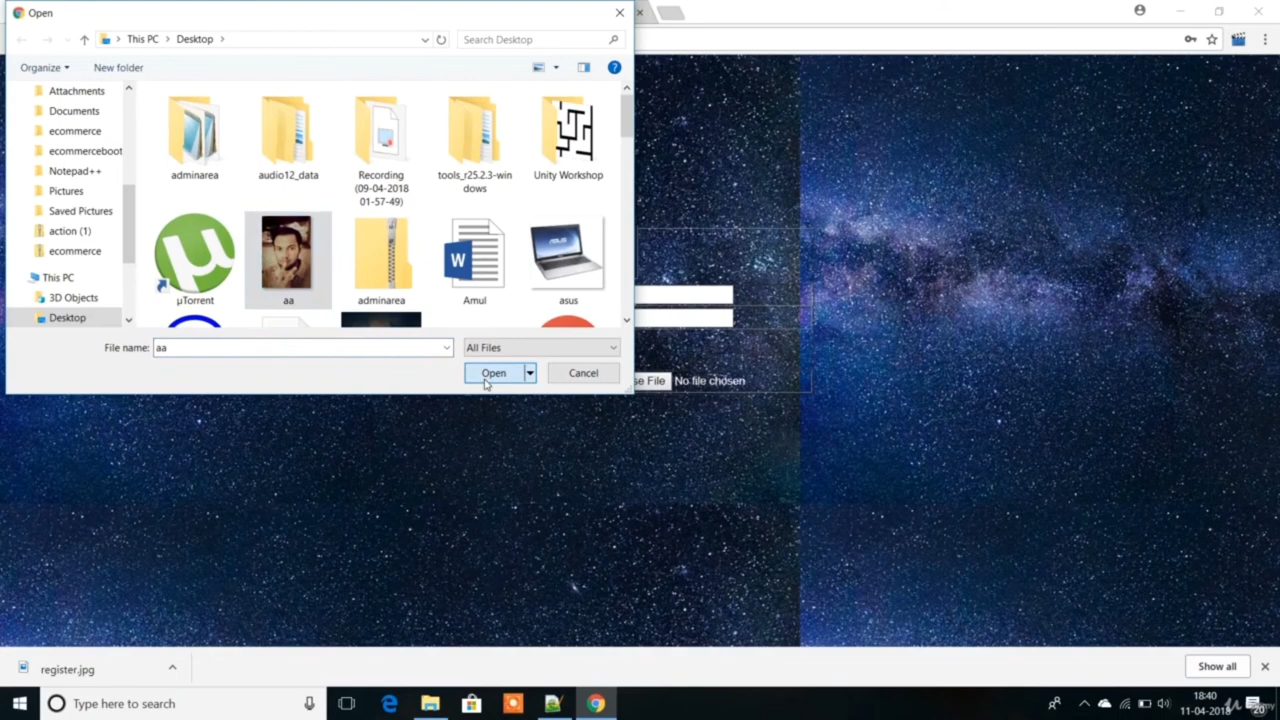 Open
This PC > Desktop >
Search Desktop
Organize
New folder
Attachments
Documents
ecommerce
ecommerceboot
Notepad++
Pictures
Saved Pictures
action (1)
ecommerce
This PC
3D Objects
Desktop
adminarea
audio12_data
Recording
(09-04-2018
01-57-49)
tools_r25.2.3-win
dows
Unity Workshop
µTorrent
aa
adminarea
Amul
asus
File name:
aa
All Files
Open
Cancel
se File
No file chosen
register.jpg
Show all
Type here to search
18:40
11-04-2018
20